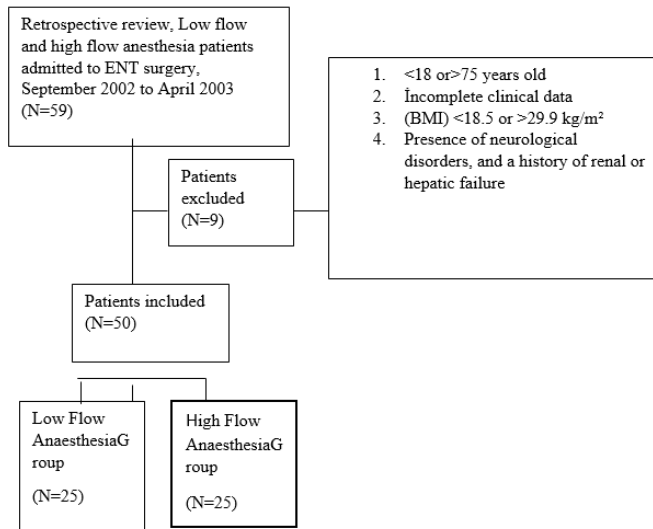 Retrospective review, Low flow
and high flow anesthesia patients
admitted to ENT surgery,
September 2002 to April 2003
(N=59)
1. <18 or>75 years old
2. İncomplete clinical data
3. (BMI) <18.5 or >29.9 kg/m²
4. Presence of neurological
disorders, and a history of renal or
hepatic failure
Patients
excluded
(N=9)
Patients included
(N=50)
Low Flow
AnaesthesiaG
roup
(N=25)
High Flow
AnaesthesiaG
roup
(N=25)